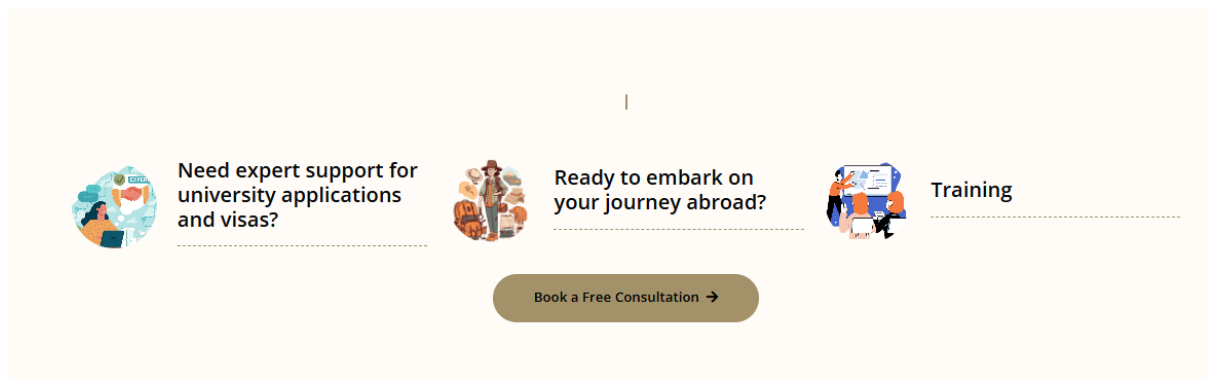 Need expert support for
university applications
and visas?
Ready to embark on
your journey abroad?
Training
Book a Free Consultation →